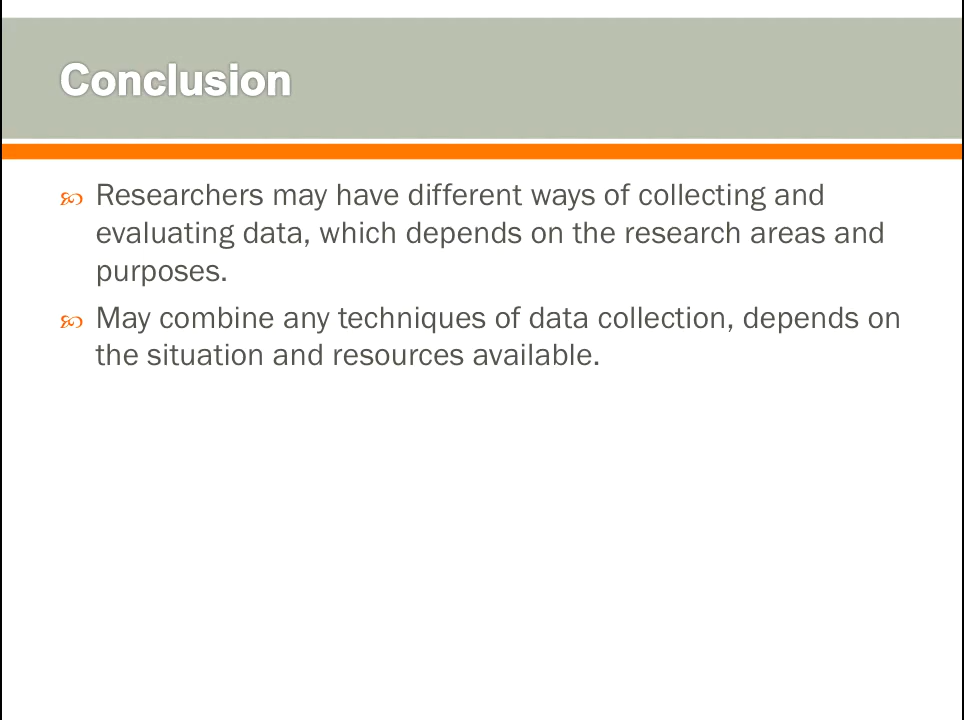 Conclusion
Researchers may have different ways of collecting and
evaluating data, which depends on the research areas and
purposes.
May combine any techniques of data collection, depends on
the situation and resources available.